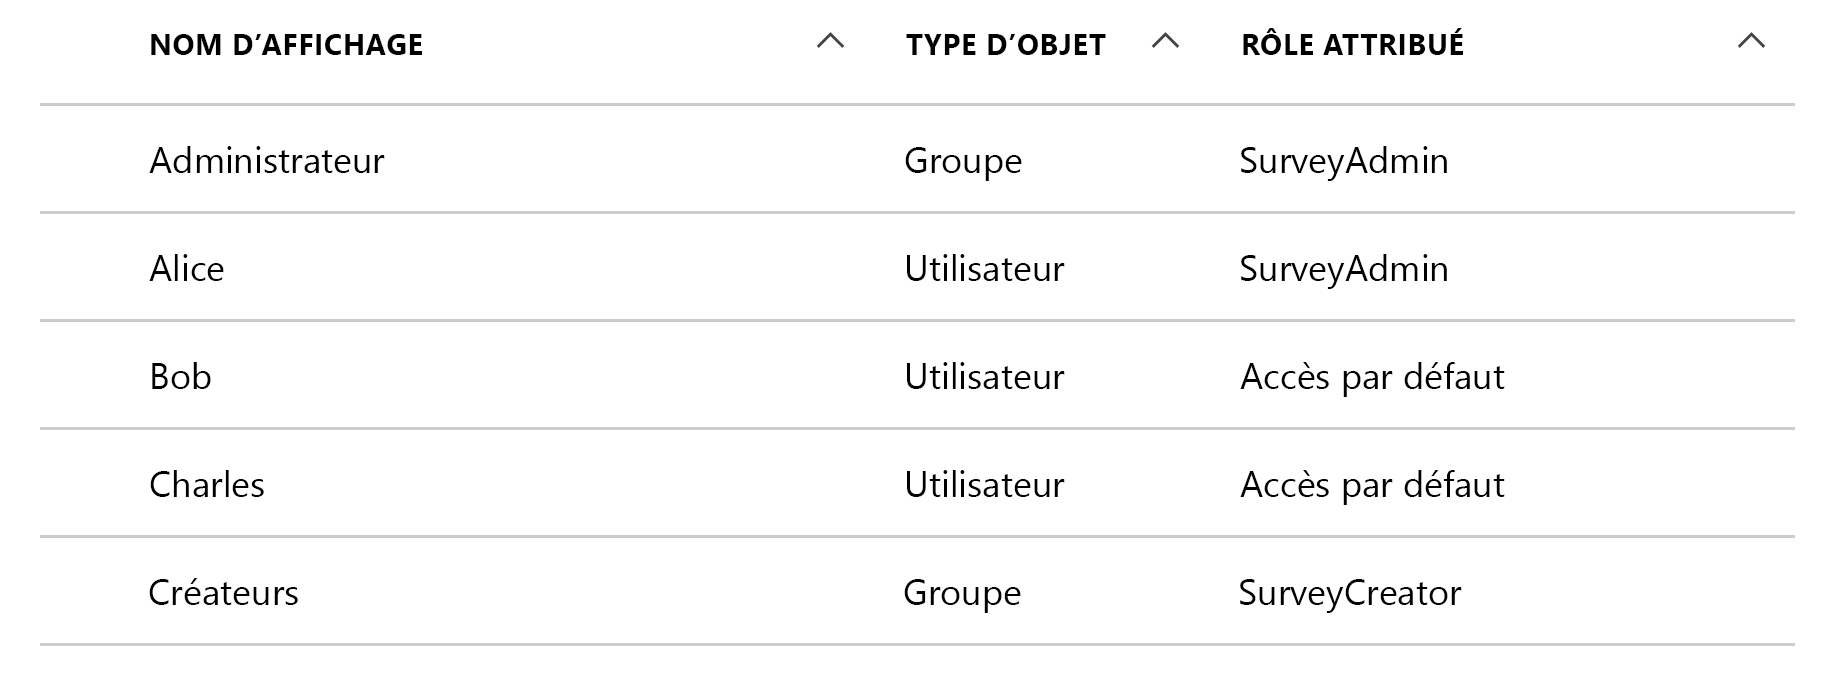 NOM D’AFFICHAGE TYPE D’OBJET RÔLE ATTRIBUÉ
Administrateur Groupe SurveyAdmin
Alice Utilisateur SurveyAdmin
Bob Utilisateur Accès par défaut
Charles Utilisateur Accès par défaut
Créateurs Groupe SurveyCreator